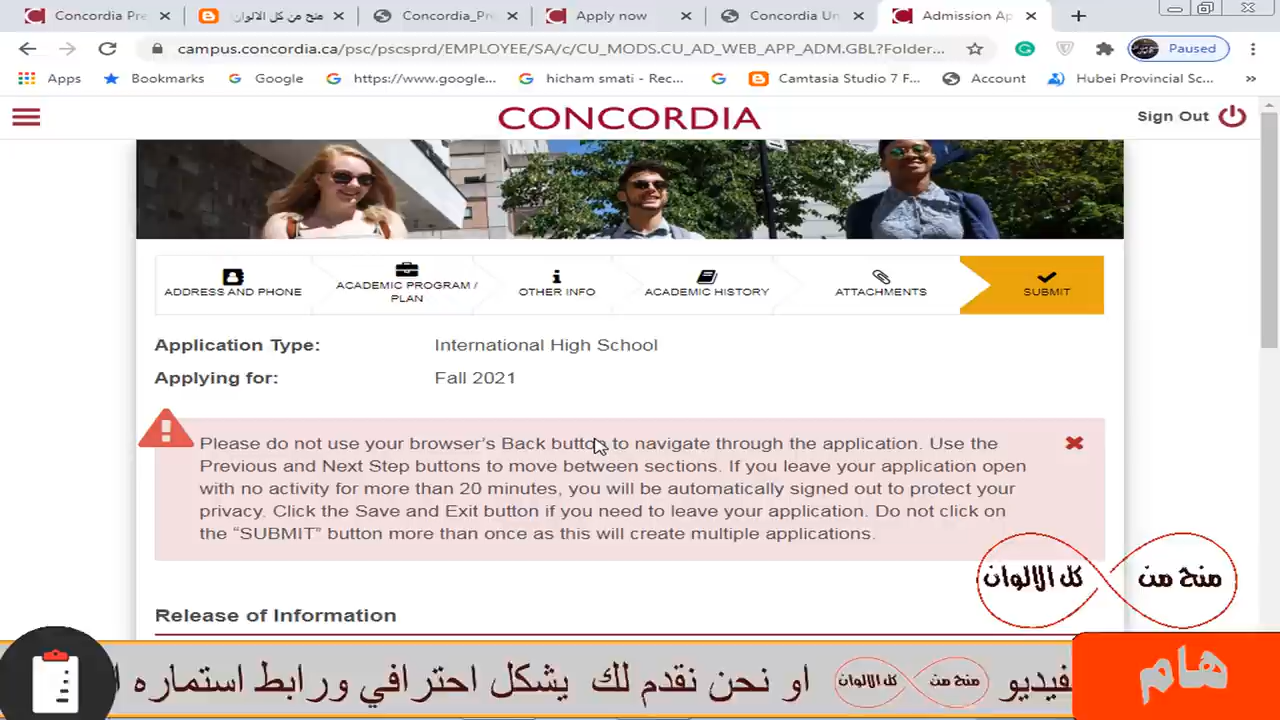 Concordia Pre
منح من كل الالوان
Concordia_Pr
Apply now
Concordia Un
Admission Ap
campus.concordia.ca/psc/pscsprd/EMPLOYEE/SA/c/CU_MODS.CU_AD_WEB_APP_ADM.GBL?Folder...
Paused
Apps
Bookmarks
Google
https://www.google...
hicham smati - Rec...
Camtasia Studio 7 F...
Account
Hubei Provincial Sc...
»
CONCORDIA
Sign Out
ADDRESS AND PHONE
ACADEMIC PROGRAM / PLAN
OTHER INFO
ACADEMIC HISTORY
ATTACHMENTS
SUBMIT
Application Type: International High School
Applying for: Fall 2021
Please do not use your browser's Back button to navigate through the application. Use the
Previous and Next Step buttons to move between sections. If you leave your application open
with no activity for more than 20 minutes, you will be automatically signed out to protect your
privacy. Click the Save and Exit button if you need to leave your application. Do not click on
the “SUBMIT” button more than once as this will create multiple applications.
منح من كل الالوان
Release of Information
هام
فيديو منح من كل الالوان او نحن نقدم لك يشكل احترافي ورابط استماره ا